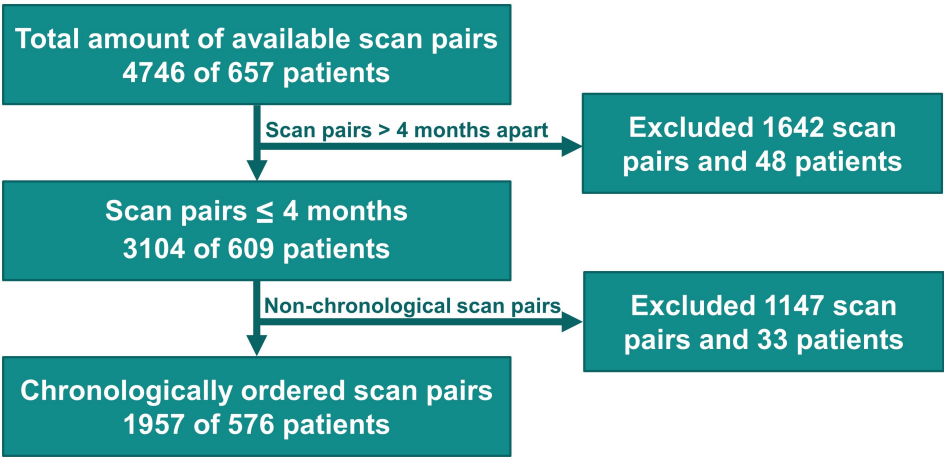 Total amount of available scan pairs
4746 of 657 patients
Scan pairs > 4 months apart
Excluded 1642 scan
pairs and 48 patients
Scan pairs ≤ 4 months
3104 of 609 patients
Non-chronological scan pairs
Excluded 1147 scan
pairs and 33 patients
Chronologically ordered scan pairs
1957 of 576 patients